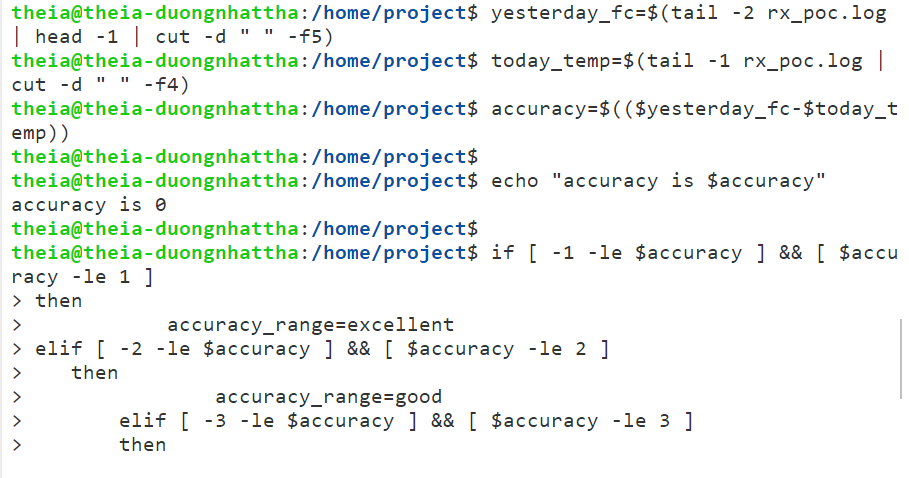 theia@theia-duongnhattha:/home/project$ yesterday_fc=$(tail -2 rx_poc.log
| head -1 | cut -d " " -f5)
theia@theia-duongnhattha:/home/project$ today_temp=$(tail -1 rx_poc.log |
cut -d " " -f4)
theia@theia-duongnhattha:/home/project$ accuracy=$(($yesterday_fc-$today_t
emp))
theia@theia-duongnhattha:/home/project$
theia@theia-duongnhattha:/home/project$ echo "accuracy is $accuracy"
accuracy is 0
theia@theia-duongnhattha:/home/project$
theia@theia-duongnhattha:/home/project$ if [ -1 -le $accuracy ] && [ $accu
racy -le 1 ]
> then
>            accuracy_range=excellent
> elif [ -2 -le $accuracy ] && [ $accuracy -le 2 ]
>    then
>                accuracy_range=good
>        elif [ -3 -le $accuracy ] && [ $accuracy -le 3 ]
>        then